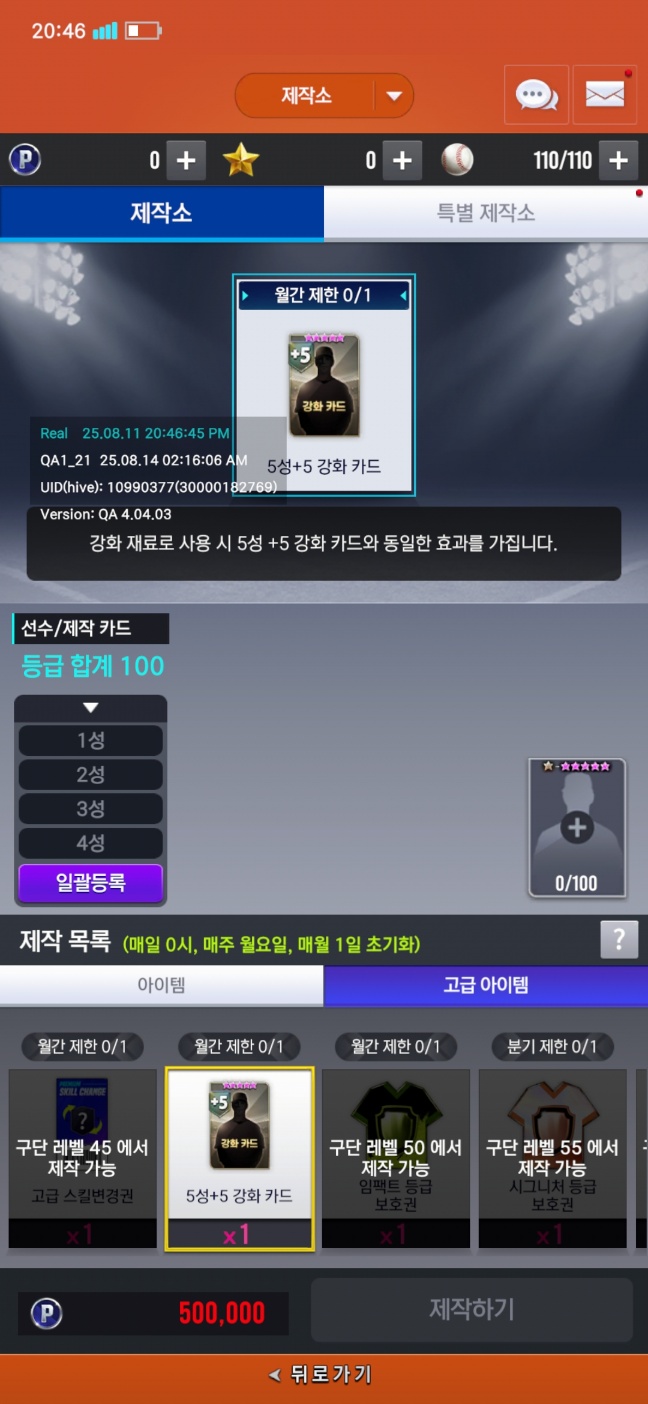 20:46
제작소
P
0
0
110/110
제작소
특별 제작소
월간 제한 0/1
+5
강화 카드
5성+5 강화 카드
Real 25.08.11 20:46:45 PM
QA1_21 25.08.14 02:16:06 AM
UID(hive): 10990377(30000182769)
Version: QA 4.04.03
강화 재료로 사용 시 5성 +5 강화 카드와 동일한 효과를 가집니다.
선수/제작 카드
등급 합계 100
1성
2성
3성
4성
일괄등록
0/100
제작 목록 (매일 0시, 매주 월요일, 매월 1일 초기화)
?
아이템
고급 아이템
월간 제한 0/1
월간 제한 0/1
월간 제한 0/1
분기 제한 0/1
SKILL CHANGE
?
구단 레벨 45 에서
제작 가능
고급 스킬변경권
x1
+5
강화 카드
5성+5 강화 카드
x1
구단 레벨 50 에서
제작 가능
임팩트 등급
보호권
x1
구단 레벨 55 에서
제작 가능
시그니처 등급
보호권
x1
P
500,000
제작하기
뒤로가기